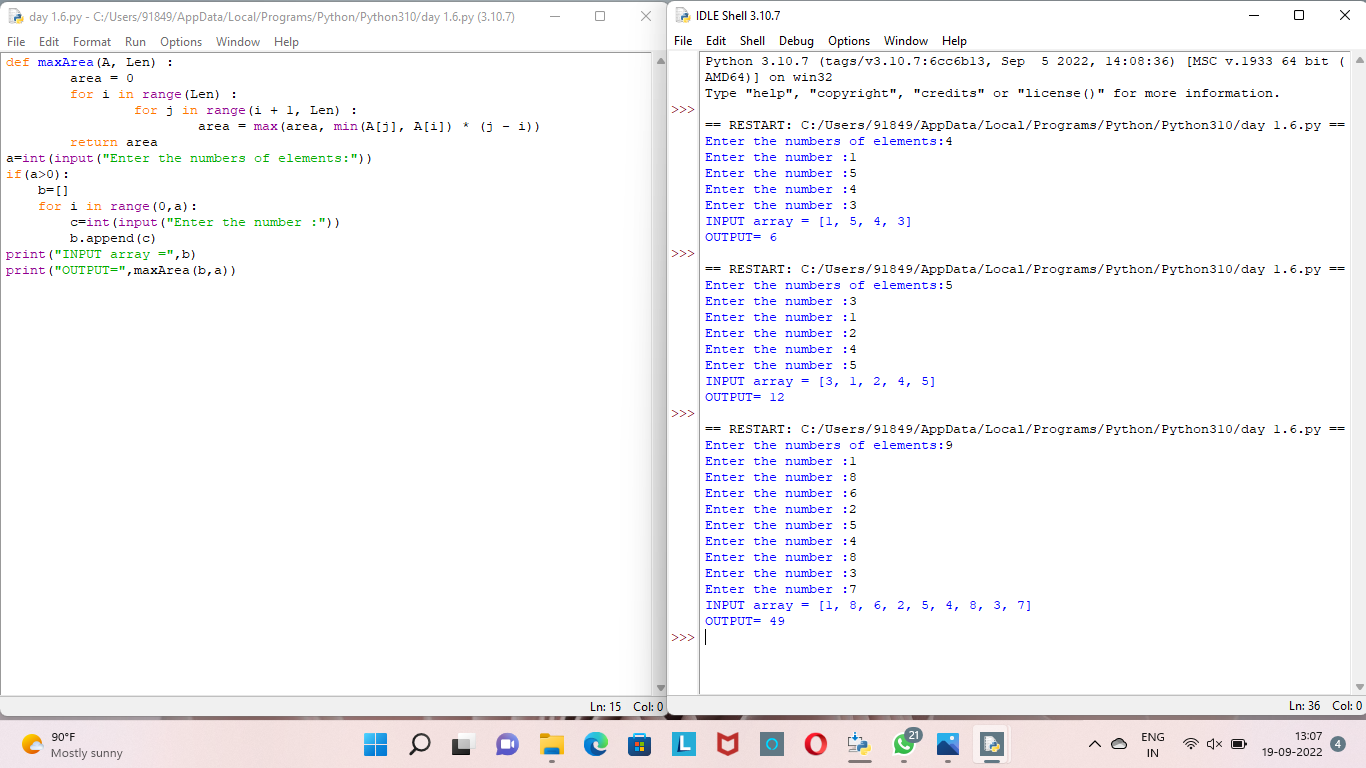 day 1.6.py - C:/Users/91849/AppData/Local/Programs/Python/Python310/day 1.6.py (3.10.7)
File Edit Format Run Options Window Help
def maxArea(A, Len) :
        area = 0
        for i in range(Len) :
                for j in range(i + 1, Len) :
                        area = max(area, min(A[j], A[i]) * (j - i))
        return area
a=int(input("Enter the numbers of elements:"))
if(a>0):
    b=[]
    for i in range(0,a):
        c=int(input("Enter the number :"))
        b.append(c)
print("INPUT array =",b)
print("OUTPUT=",maxArea(b,a))
Ln: 15 Col: 0
IDLE Shell 3.10.7
File Edit Shell Debug Options Window Help
Python 3.10.7 (tags/v3.10.7:6cc6b13, Sep  5 2022, 14:08:36) [MSC v.1933 64 bit (
AMD64)] on win32
Type "help", "copyright", "credits" or "license()" for more information.
>>>
== RESTART: C:/Users/91849/AppData/Local/Programs/Python/Python310/day 1.6.py ==
Enter the numbers of elements:4
Enter the number :1
Enter the number :5
Enter the number :4
Enter the number :3
INPUT array = [1, 5, 4, 3]
OUTPUT= 6
>>>
== RESTART: C:/Users/91849/AppData/Local/Programs/Python/Python310/day 1.6.py ==
Enter the numbers of elements:5
Enter the number :3
Enter the number :1
Enter the number :2
Enter the number :4
Enter the number :5
INPUT array = [3, 1, 2, 4, 5]
OUTPUT= 12
>>>
== RESTART: C:/Users/91849/AppData/Local/Programs/Python/Python310/day 1.6.py ==
Enter the numbers of elements:9
Enter the number :1
Enter the number :8
Enter the number :6
Enter the number :2
Enter the number :5
Enter the number :4
Enter the number :8
Enter the number :3
Enter the number :7
INPUT array = [1, 8, 6, 2, 5, 4, 8, 3, 7]
OUTPUT= 49
>>>
Ln: 36 Col: 0
90°F
Mostly sunny
L
21
ENG
IN
13:07
19-09-2022
4